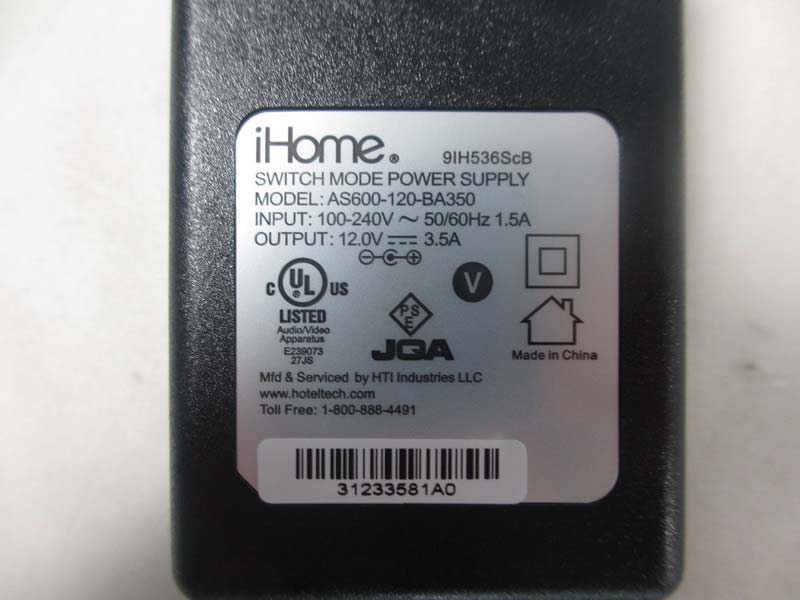 iHome® 9IH536ScB
SWITCH MODE POWER SUPPLY
MODEL: AS600-120-BA350
INPUT: 100-240V ～ 50/60Hz 1.5A
OUTPUT: 12.0V ⎓ 3.5A
V
C UL ® US
LISTED
Audio/Video
Apparatus
E239073
27JS
PSE
JQA
Made in China
Mfd & Serviced by HTI Industries LLC
www.hoteltech.com
Toll Free: 1-800-888-4491
31233581A0